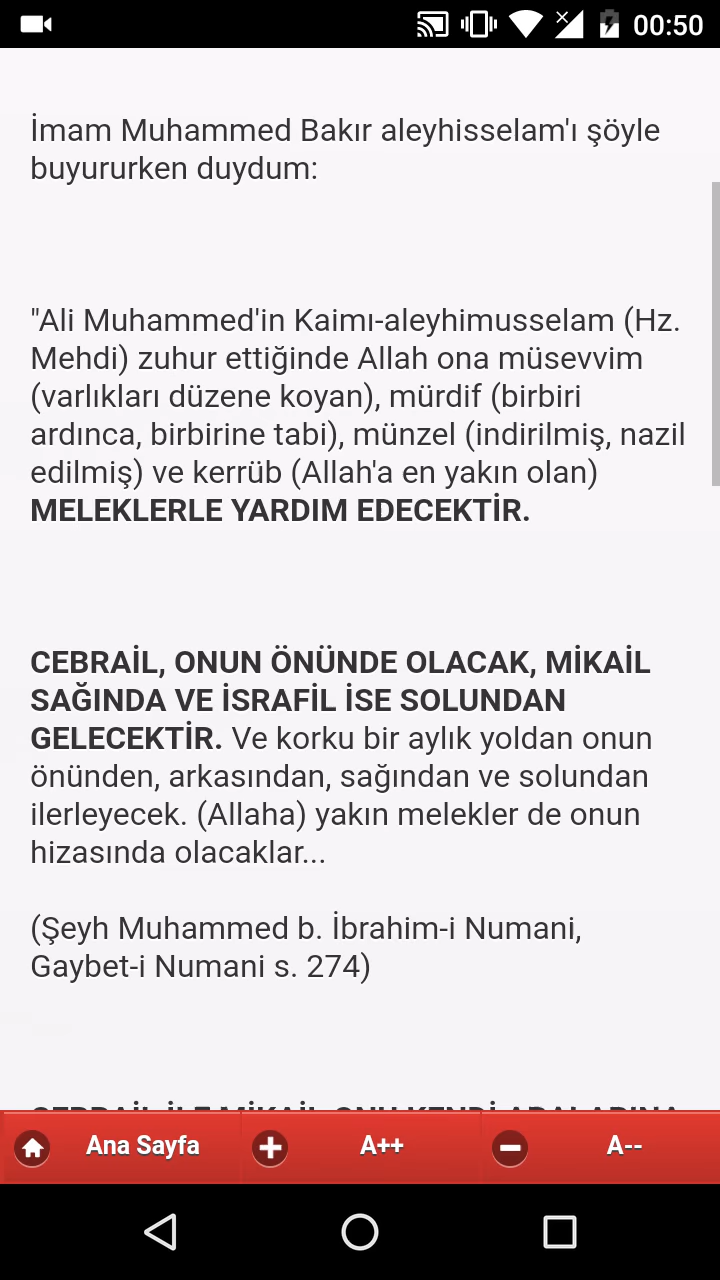 00:50
İmam Muhammed Bakır aleyhisselam'ı şöyle
buyururken duydum:
"Ali Muhammed'in Kaimı-aleyhimusselam (Hz.
Mehdi) zuhur ettiğinde Allah ona müsevvim
(varlıkları düzene koyan), mürdif (birbiri
ardınca, birbirine tabi), münzel (indirilmiş, nazil
edilmiş) ve kerrüb (Allah'a en yakın olan)
MELEKLERLE YARDIM EDECEKTİR.
CEBRAİL, ONUN ÖNÜNDE OLACAK, MİKAİL
SAĞINDA VE İSRAFİL İSE SOLUNDAN
GELECEKTİR. Ve korku bir aylık yoldan onun
önünden, arkasından, sağından ve solundan
ilerleyecek. (Allaha) yakın melekler de onun
hizasında olacaklar...
(Şeyh Muhammed b. İbrahim-i Numani,
Gaybet-i Numani s. 274)
Ana Sayfa
A++
A--